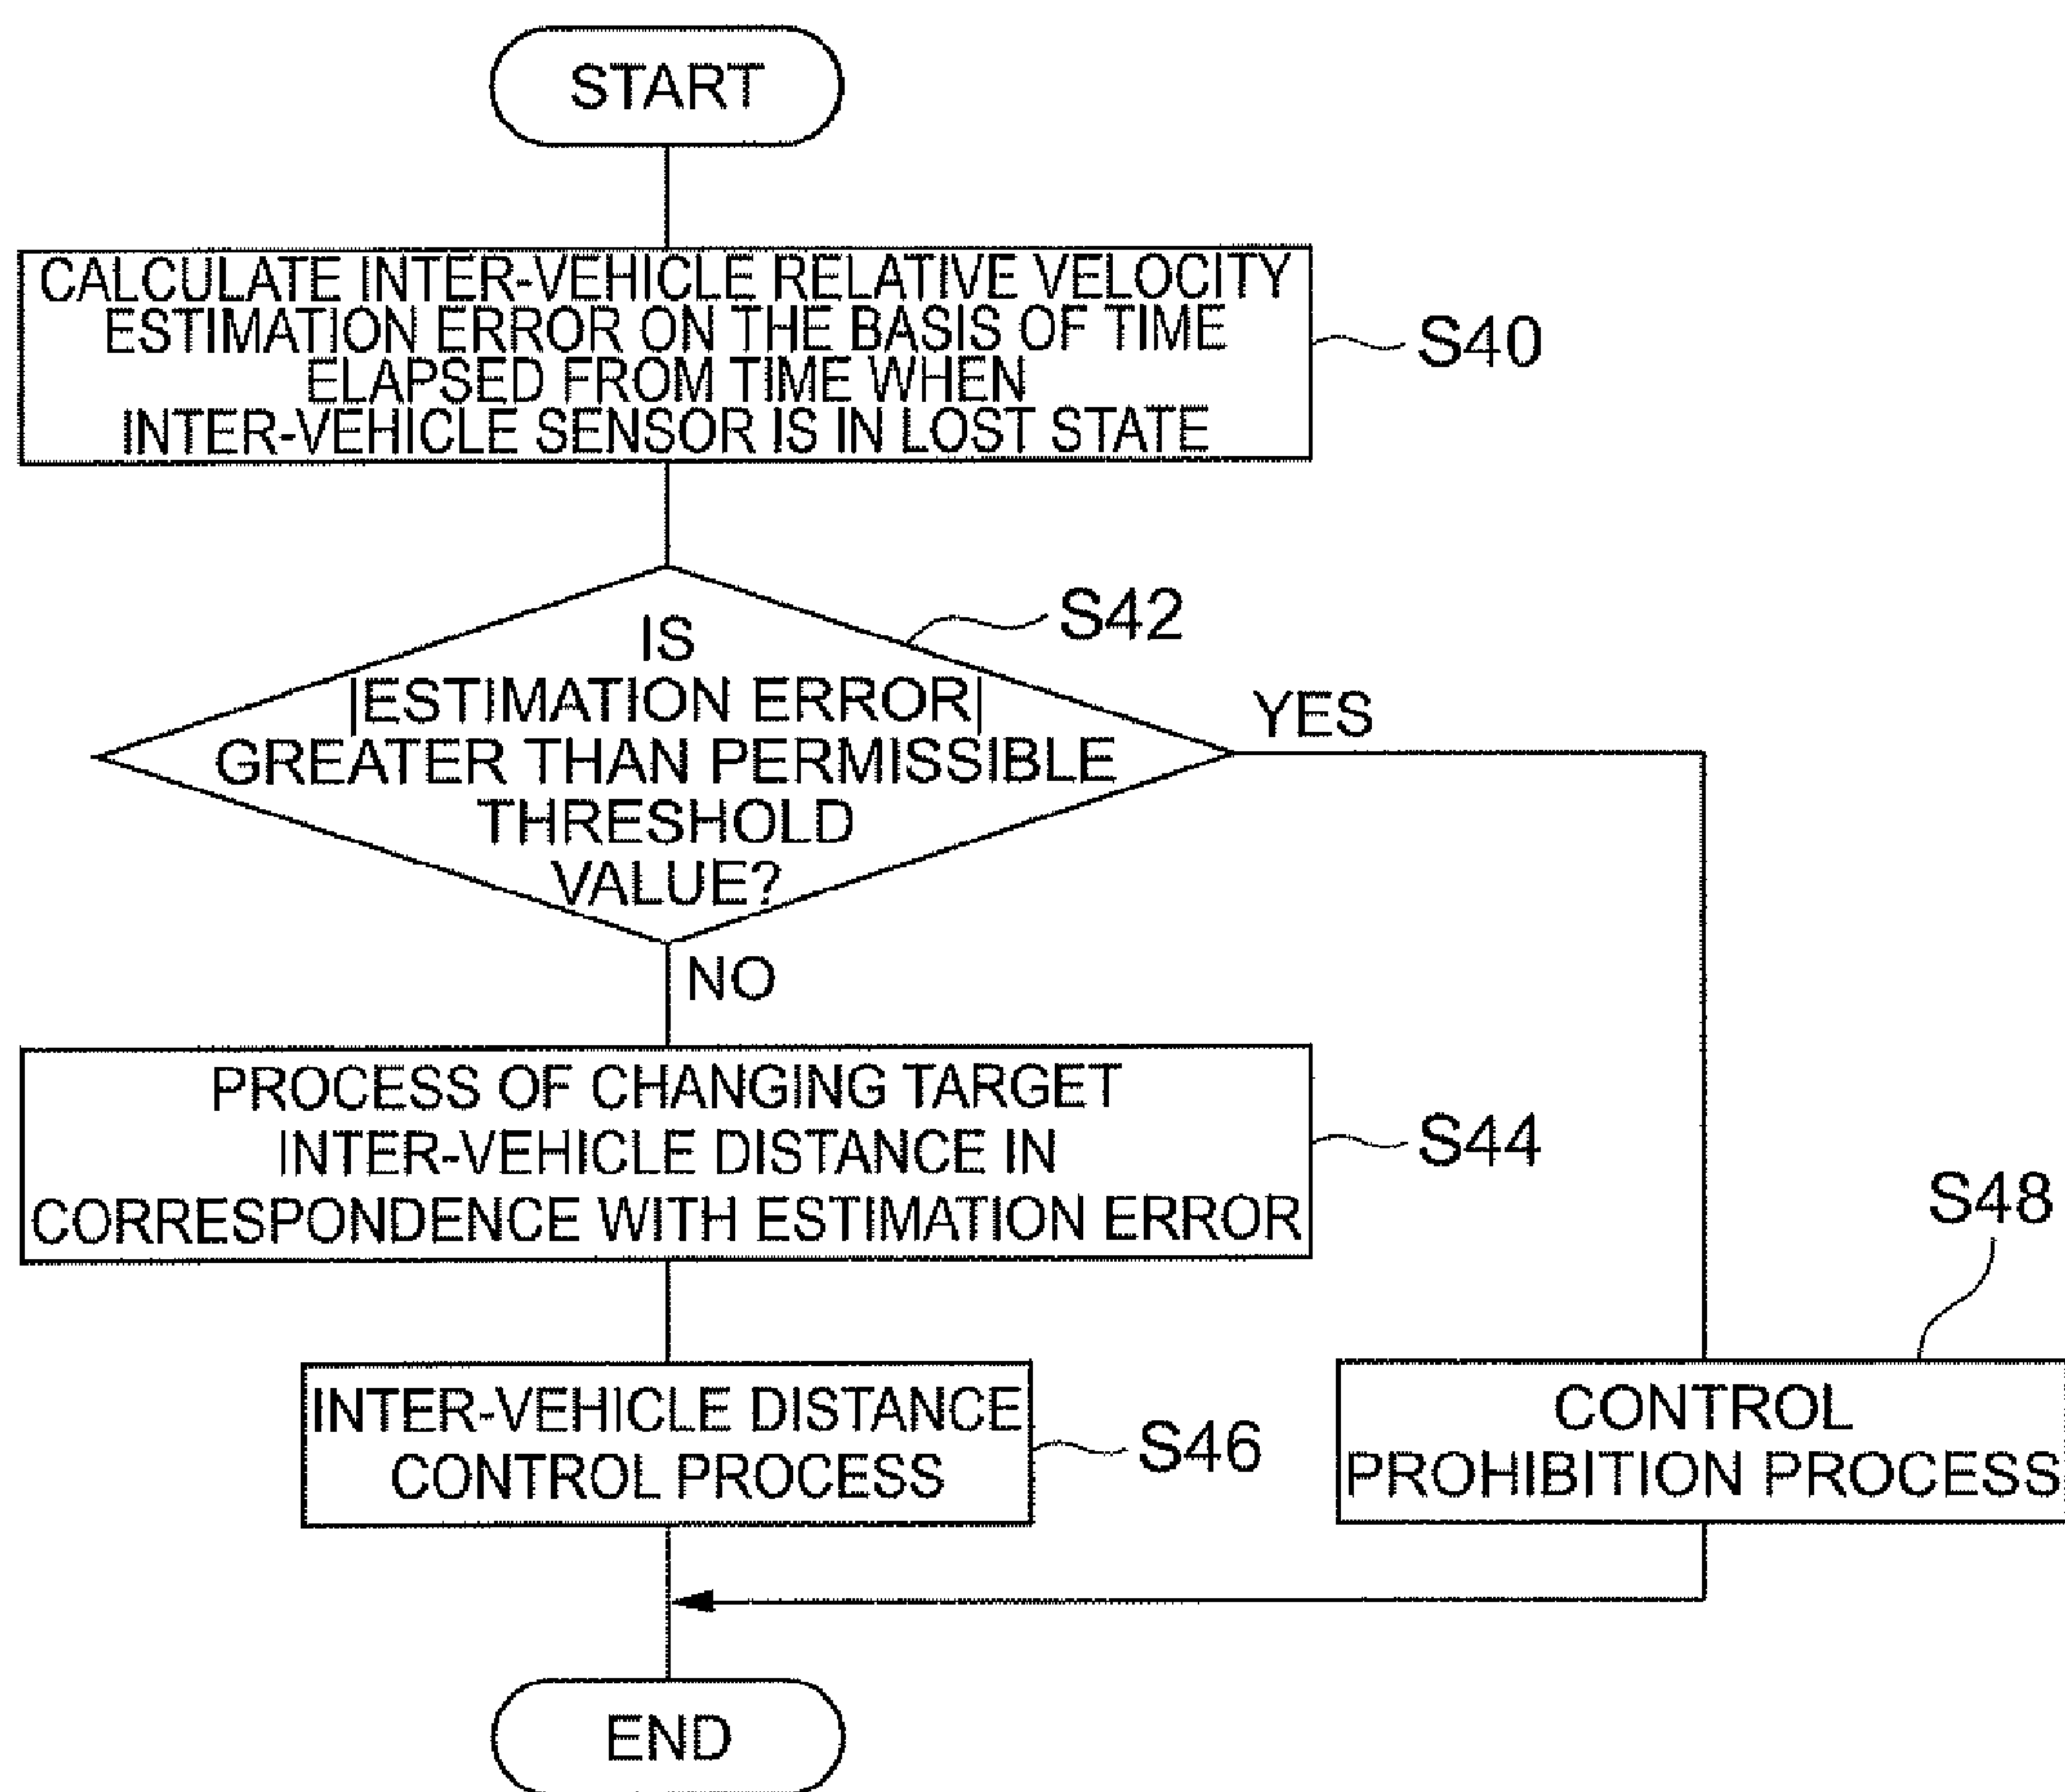 START
CALCULATE INTER-VEHICLE RELATIVE VELOCITY
ESTIMATION ERROR ON THE BASIS OF TIME
ELAPSED FROM TIME WHEN
INTER-VEHICLE SENSOR IS IN LOST STATE
S40
S42
IS
|ESTIMATION ERROR|
GREATER THAN PERMISSIBLE
THRESHOLD
VALUE?
YES
NO
PROCESS OF CHANGING TARGET
INTER-VEHICLE DISTANCE IN
CORRESPONDENCE WITH ESTIMATION ERROR
S44
INTER-VEHICLE DISTANCE
CONTROL PROCESS
S46
S48
CONTROL
PROHIBITION PROCESS
END